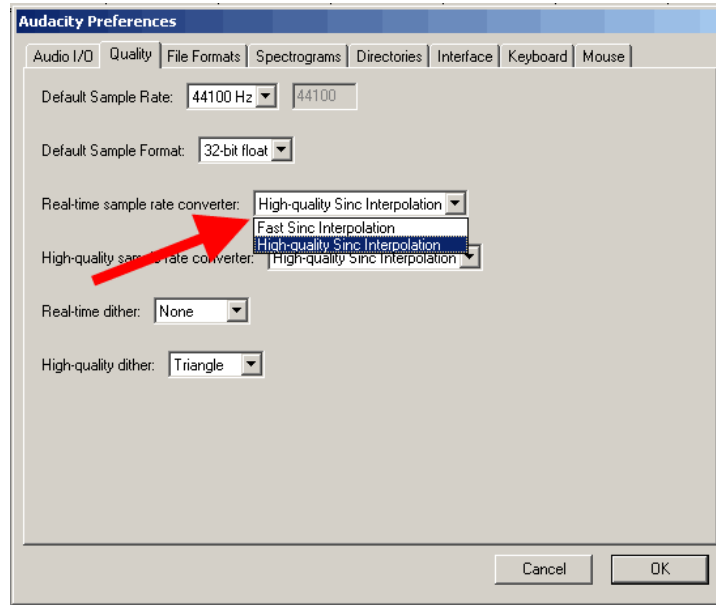 Audacity Preferences
Audio I/O Quality File Formats Spectrograms Directories Interface Keyboard Mouse
Default Sample Rate: 44100 Hz 44100
Default Sample Format: 32-bit float
Real-time sample rate converter: High-quality Sinc Interpolation
Fast Sinc Interpolation
High-quality Sinc Interpolation
High-quality sample rate converter: High-quality Sinc Interpolation
Real-time dither: None
High-quality dither: Triangle
Cancel OK